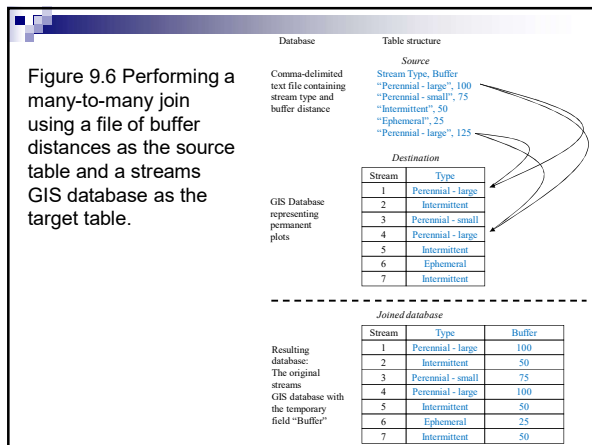 Figure 9.6 Performing a
many-to-many join
using a file of buffer
distances as the source
table and a streams
GIS database as the
target table.
Database Table structure
Source
Comma-delimited
text file containing
stream type and
buffer distance
Stream Type, Buffer
“Perennial - large”, 100
“Perennial - small”, 75
“Intermittent”, 50
“Ephemeral”, 25
“Perennial - large”, 125
Destination
GIS Database
representing
permanent
plots
Stream Type
1 Perennial - large
2 Intermittent
3 Perennial - small
4 Perennial - large
5 Intermittent
6 Ephemeral
7 Intermittent
Joined database
Resulting
database:
The original
streams
GIS database with
the temporary
field “Buffer”
Stream Type Buffer
1 Perennial - large 100
2 Intermittent 50
3 Perennial - small 75
4 Perennial - large 100
5 Intermittent 50
6 Ephemeral 25
7 Intermittent 50